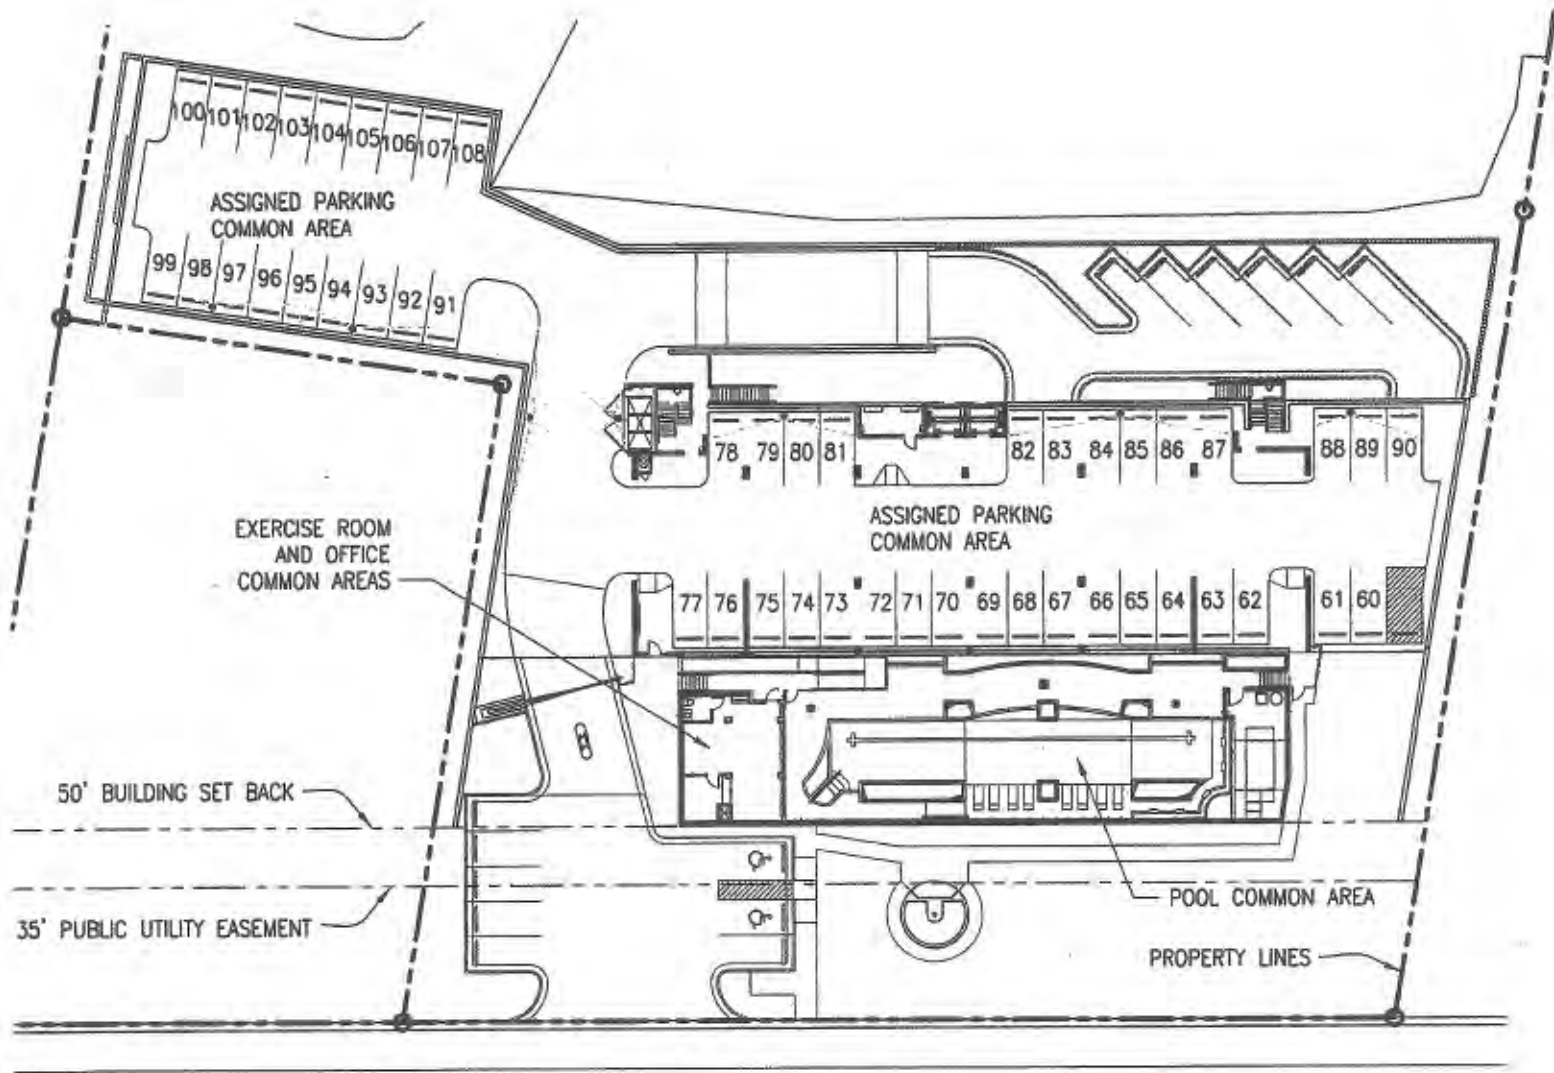 100 101 102 103 104 105 106 107 108
ASSIGNED PARKING
COMMON AREA
99 98 97 96 95 94 93 92 91
78 79 80 81 82 83 84 85 86 87 88 89 90
ASSIGNED PARKING
COMMON AREA
EXERCISE ROOM
AND OFFICE
COMMON AREAS
77 76 75 74 73 72 71 70 69 68 67 66 65 64 63 62 61 60
50' BUILDING SET BACK
35' PUBLIC UTILITY EASEMENT
POOL COMMON AREA
PROPERTY LINES